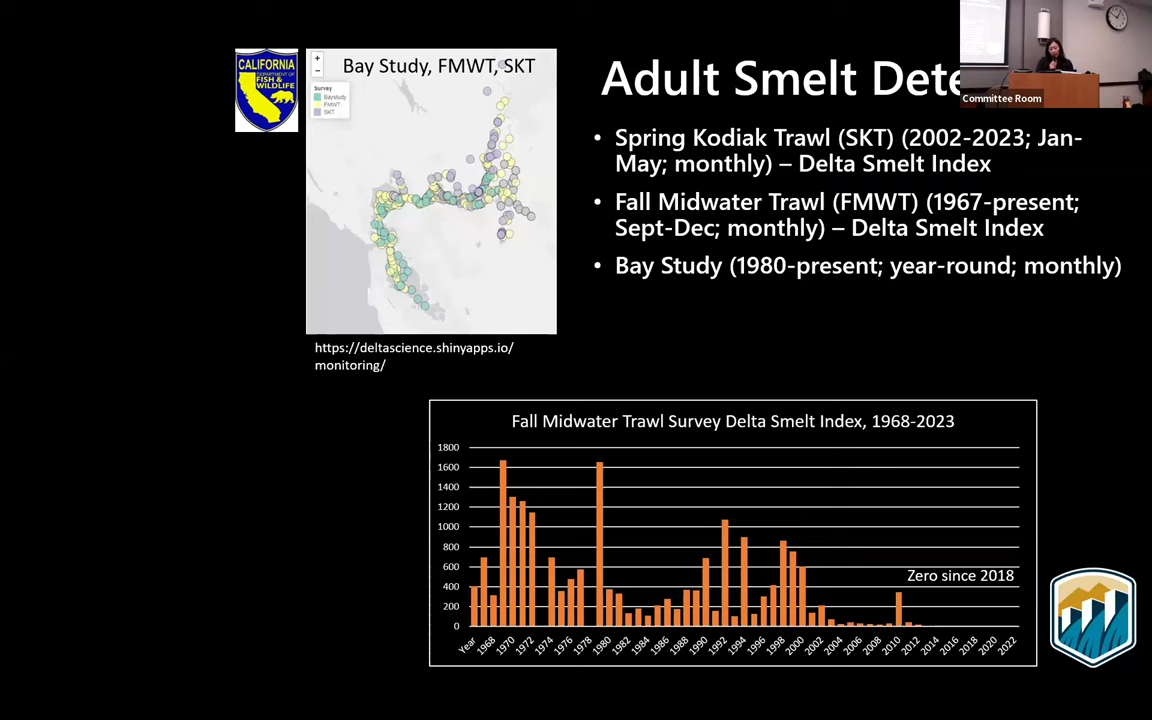 CALIFORNIA
DEPARTMENT OF
FISH &
WILDLIFE
+
−
Bay Study, FMWT, SKT
Survey
Baystudy
FMWT
SKT
https://deltascience.shinyapps.io/
monitoring/
Adult Smelt Dete
Committee Room
• Spring Kodiak Trawl (SKT) (2002-2023; Jan-
May; monthly) – Delta Smelt Index
• Fall Midwater Trawl (FMWT) (1967-present;
Sept-Dec; monthly) – Delta Smelt Index
• Bay Study (1980-present; year-round; monthly)
Fall Midwater Trawl Survey Delta Smelt Index, 1968-2023
1800
1600
1400
1200
1000
800
600
400
200
0
Zero since 2018
Year 1968 1970 1972 1974 1976 1978 1980 1982 1984 1986 1988 1990 1992 1994 1996 1998 2000 2002 2004 2006 2008 2010 2012 2014 2016 2018 2020 2022